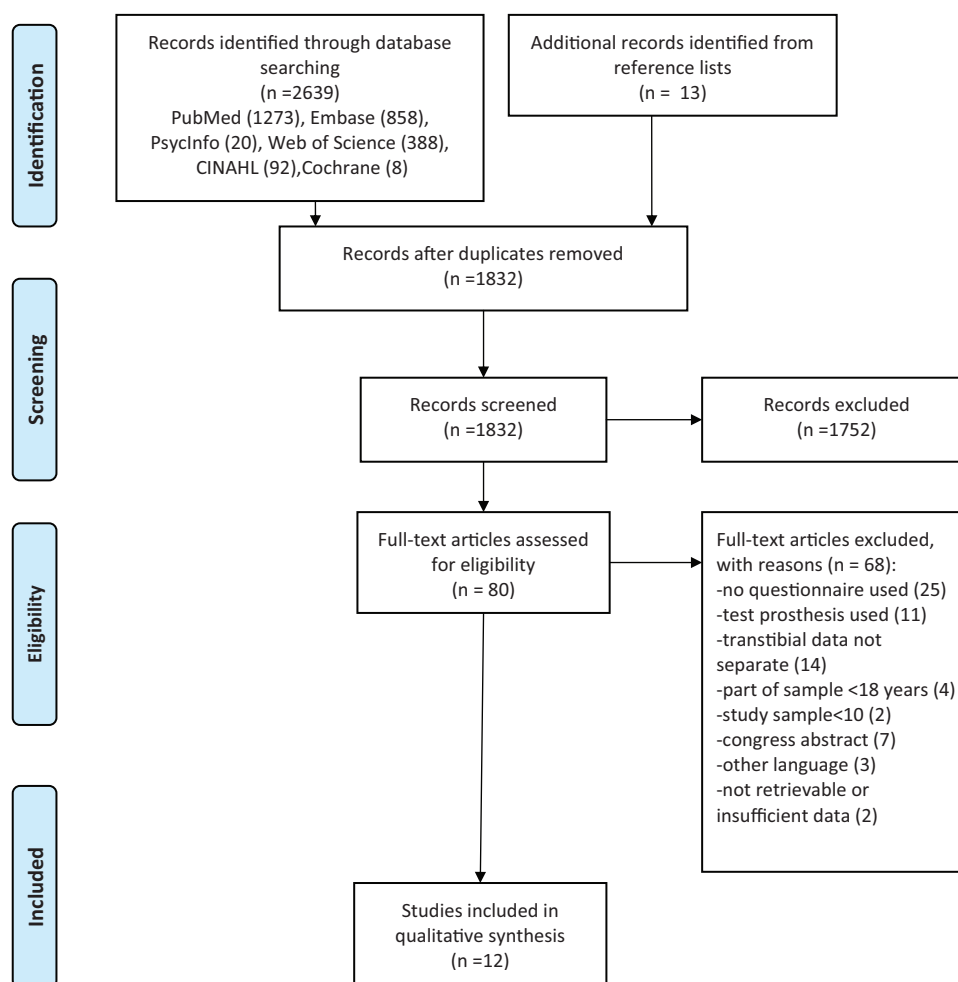 Identification
Records identified through database
searching
(n =2639)
PubMed (1273), Embase (858),
PsycInfo (20), Web of Science (388),
CINAHL (92),Cochrane (8)
Additional records identified from
reference lists
(n = 13)
Records after duplicates removed
(n =1832)
Screening
Records screened
(n =1832)
Records excluded
(n =1752)
Eligibility
Full-text articles assessed
for eligibility
(n = 80)
Full-text articles excluded,
with reasons (n = 68):
-no questionnaire used (25)
-test prosthesis used (11)
-transtibial data not
separate (14)
-part of sample <18 years (4)
-study sample<10 (2)
-congress abstract (7)
-other language (3)
-not retrievable or
insufficient data (2)
Included
Studies included in
qualitative synthesis
(n =12)